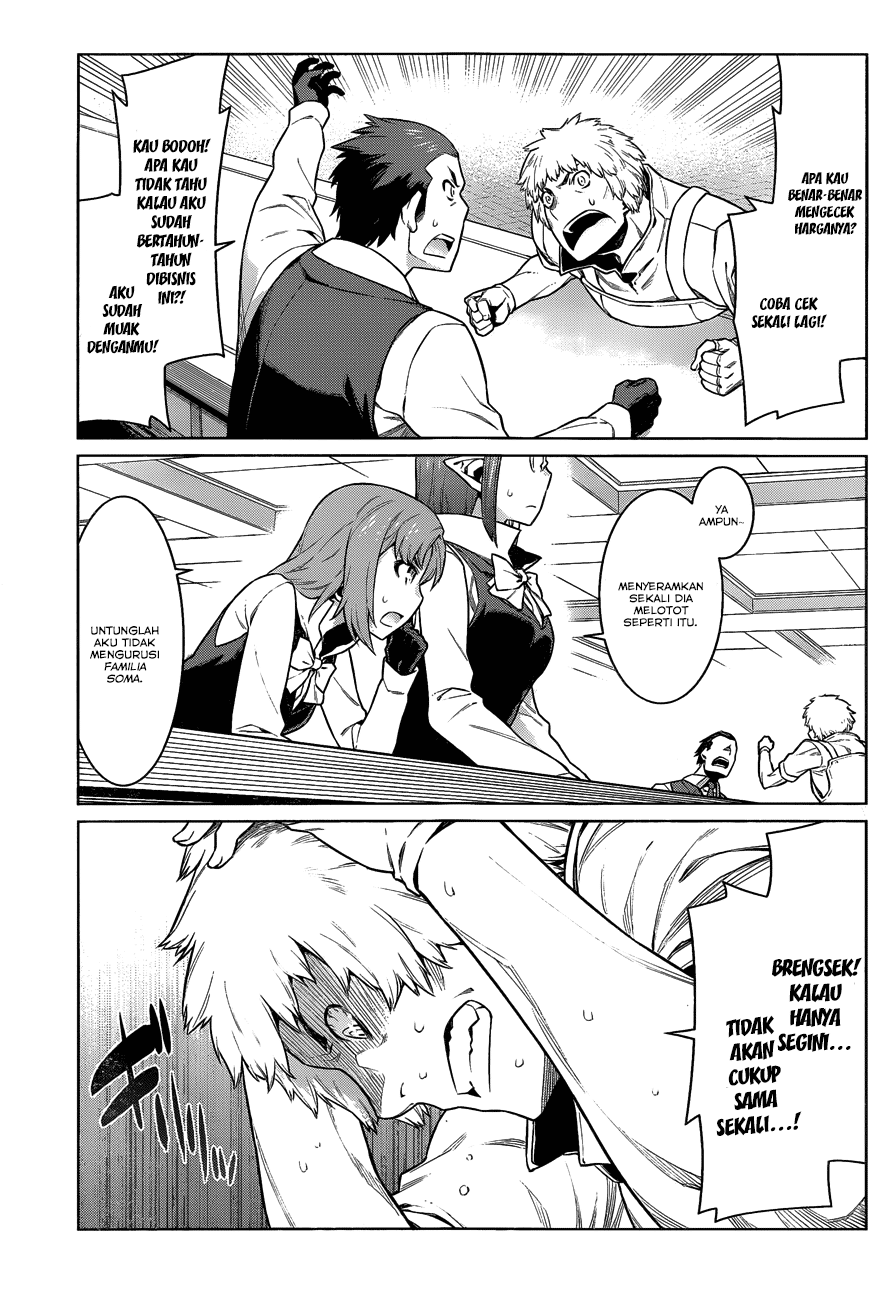 APA KAU
BENAR-BENAR
MENGECEK
HARGANYA?
COBA CEK
SEKALI LAGI!
KAU BODOH!
APA KAU
TIDAK TAHU
KALAU AKU
SUDAH
BERTAHUN-
TAHUN
DIBISNIS
INI?!
AKU
SUDAH
MUAK
DENGANMU!
YA
AMPUN~
MENYERAMKAN
SEKALI DIA
MELOTOT
SEPERTI ITU.
UNTUNGLAH
AKU TIDAK
MENGURUSI
FAMILIA
SOMA.
BRENGSEK!
KALAU
HANYA
SEGINI...
TIDAK
AKAN
CUKUP
SAMA
SEKALI...!